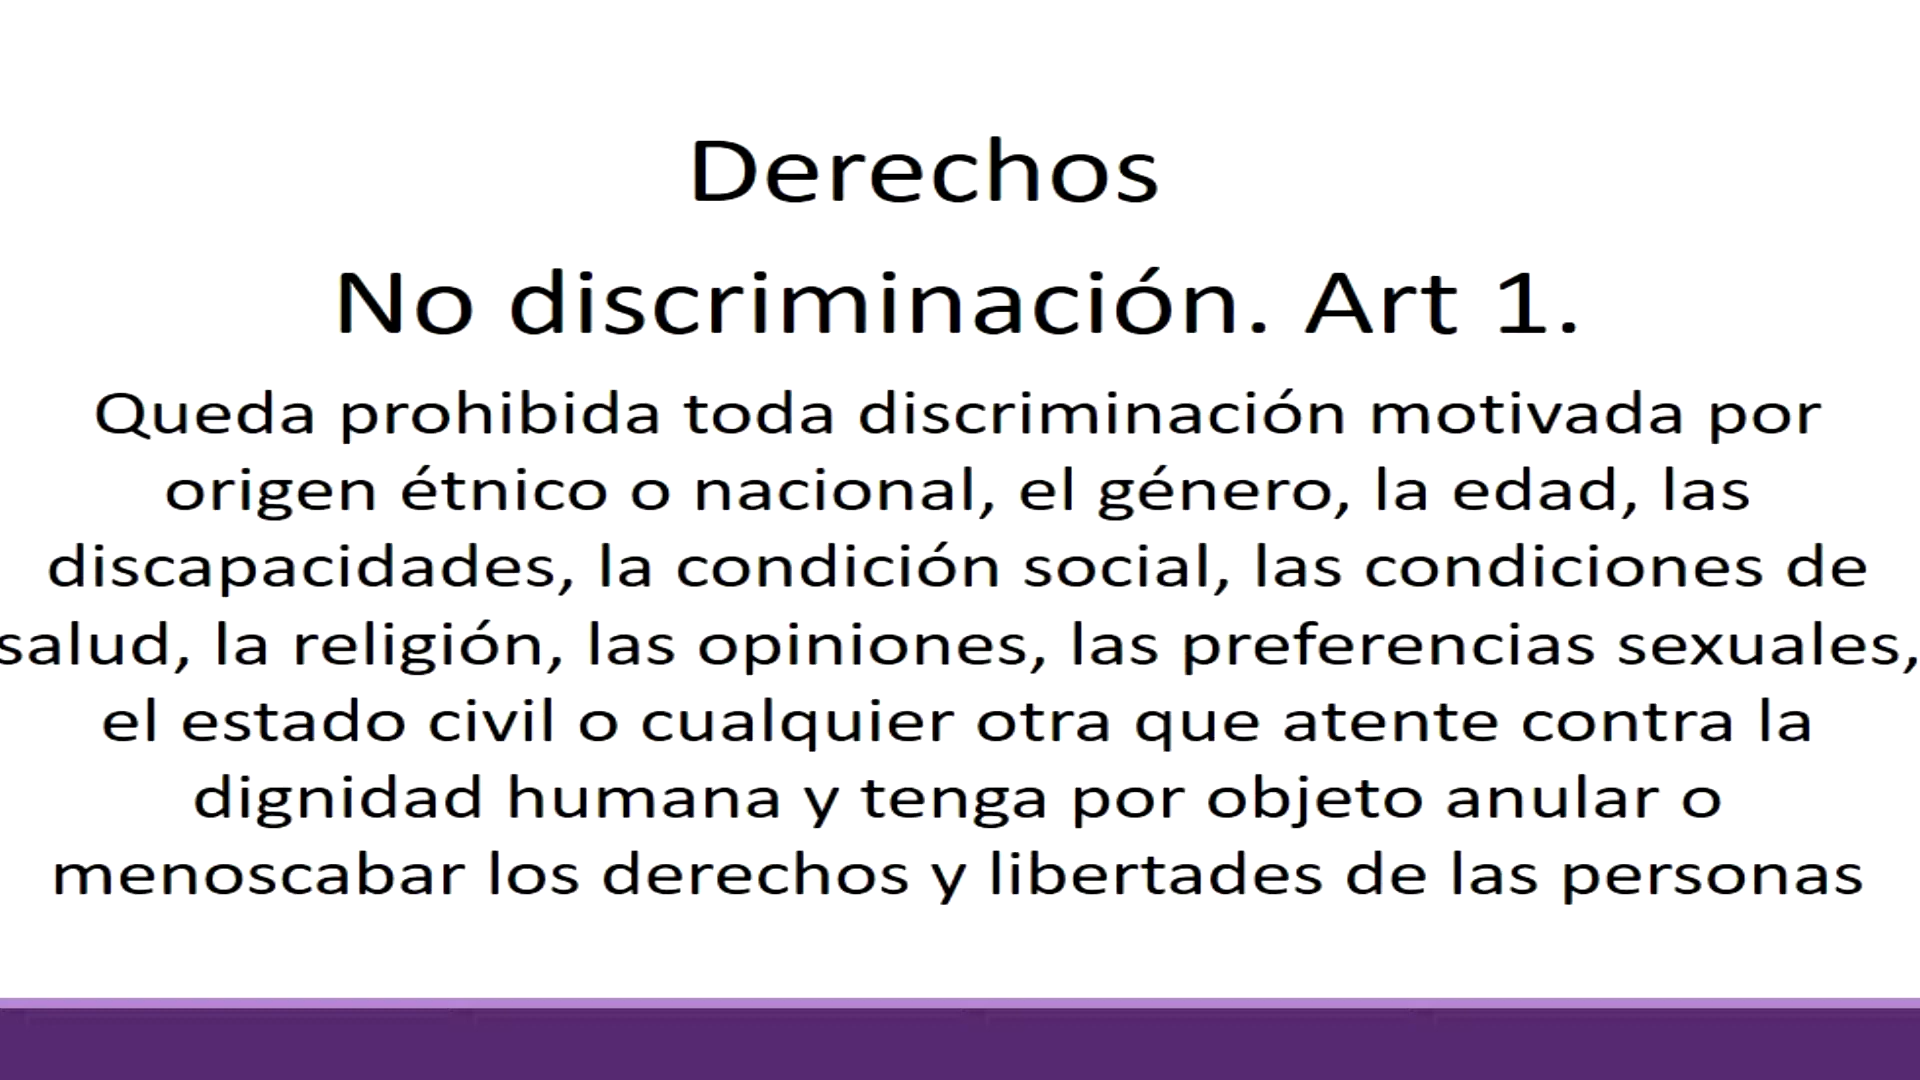 Derechos
No discriminación. Art 1.
Queda prohibida toda discriminación motivada por
origen étnico o nacional, el género, la edad, las
discapacidades, la condición social, las condiciones de
salud, la religión, las opiniones, las preferencias sexuales,
el estado civil o cualquier otra que atente contra la
dignidad humana y tenga por objeto anular o
menoscabar los derechos y libertades de las personas